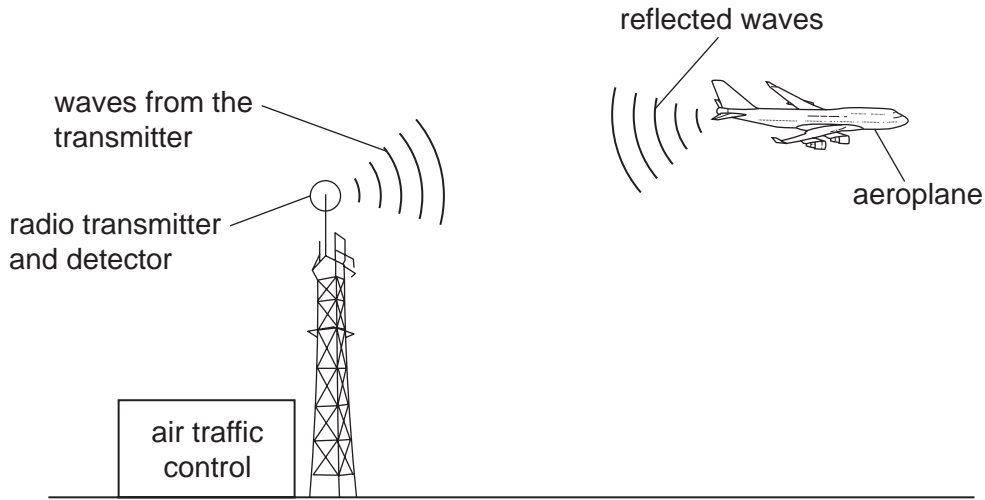 reflected waves
waves from the
transmitter
aeroplane
radio transmitter
and detector
air traffic
control